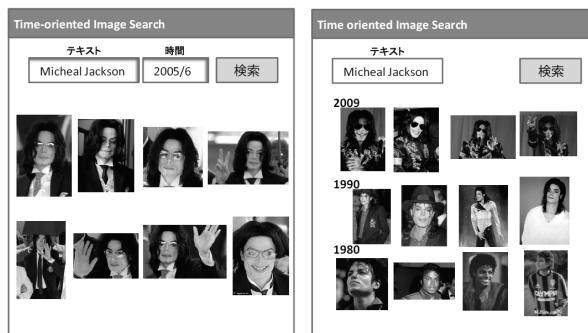 Time-oriented Image Search
テキスト 時間
Micheal Jackson 2005/6 検索
Time oriented Image Search
テキスト
Micheal Jackson 検索
2009
1990
1980
OLYMPIA